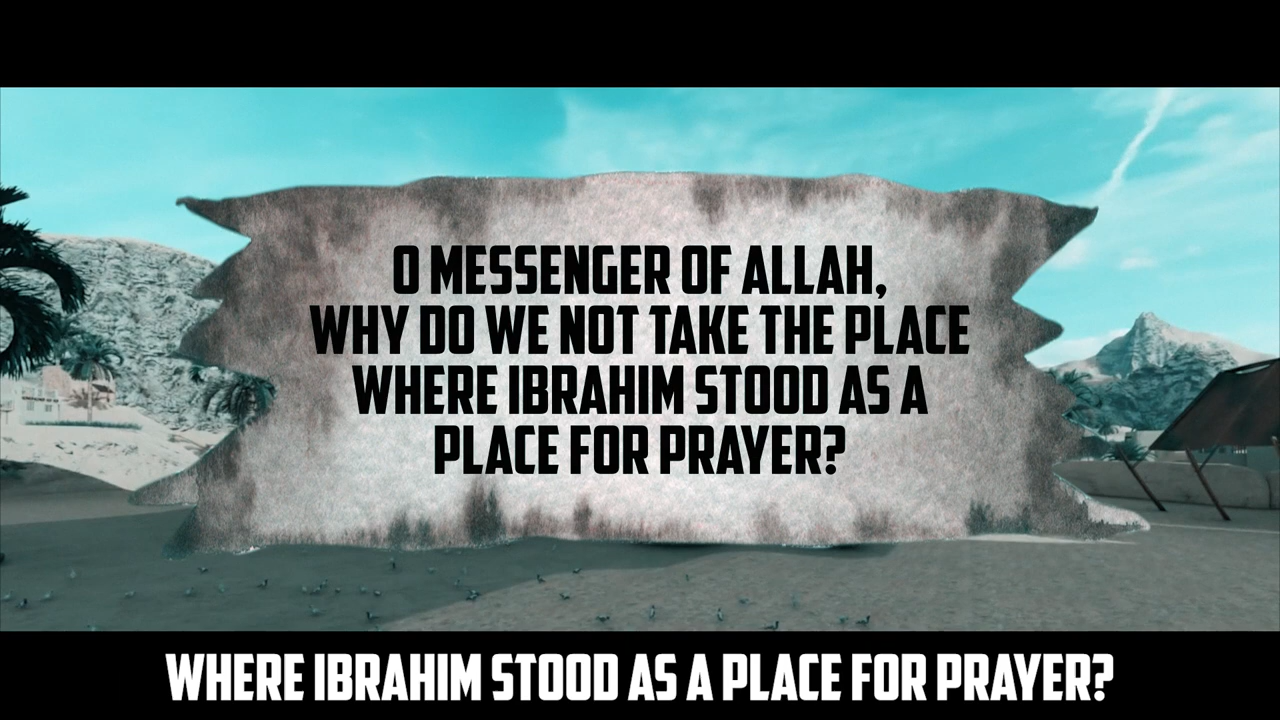 O MESSENGER OF ALLAH,
WHY DO WE NOT TAKE THE PLACE
WHERE IBRAHIM STOOD AS A
PLACE FOR PRAYER?
WHERE IBRAHIM STOOD AS A PLACE FOR PRAYER?